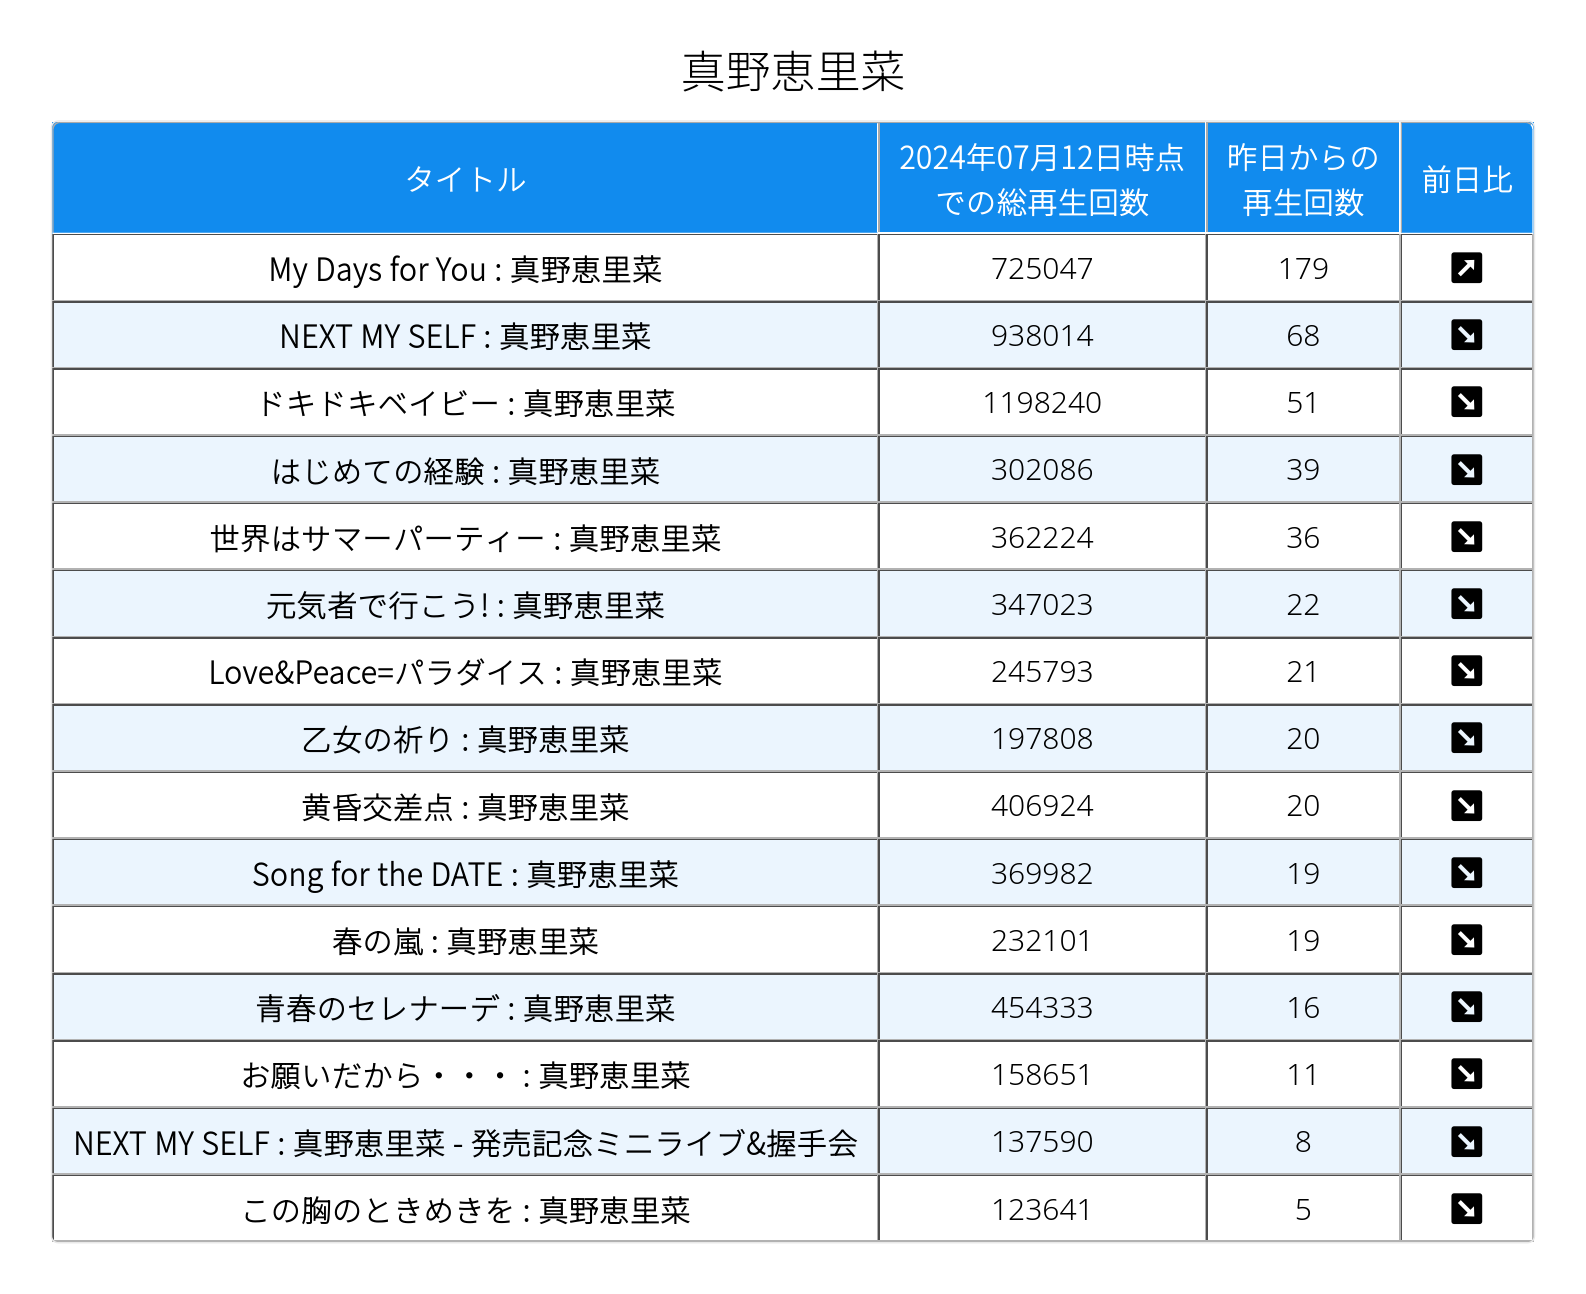 真野恵里菜
タイトル 2024年07月12日時点での総再生回数 昨日からの再生回数 前日比
My Days for You : 真野恵里菜 725047 179 ↗
NEXT MY SELF : 真野恵里菜 938014 68 ↘
ドキドキベイビー : 真野恵里菜 1198240 51 ↘
はじめての経験 : 真野恵里菜 302086 39 ↘
世界はサマーパーティー : 真野恵里菜 362224 36 ↘
元気者で行こう! : 真野恵里菜 347023 22 ↘
Love&Peace=パラダイス : 真野恵里菜 245793 21 ↘
乙女の祈り : 真野恵里菜 197808 20 ↘
黄昏交差点 : 真野恵里菜 406924 20 ↘
Song for the DATE : 真野恵里菜 369982 19 ↘
春の嵐 : 真野恵里菜 232101 19 ↘
青春のセレナーデ : 真野恵里菜 454333 16 ↘
お願いだから・・・ : 真野恵里菜 158651 11 ↘
NEXT MY SELF : 真野恵里菜 - 発売記念ミニライブ&握手会 137590 8 ↘
この胸のときめきを : 真野恵里菜 123641 5 ↘